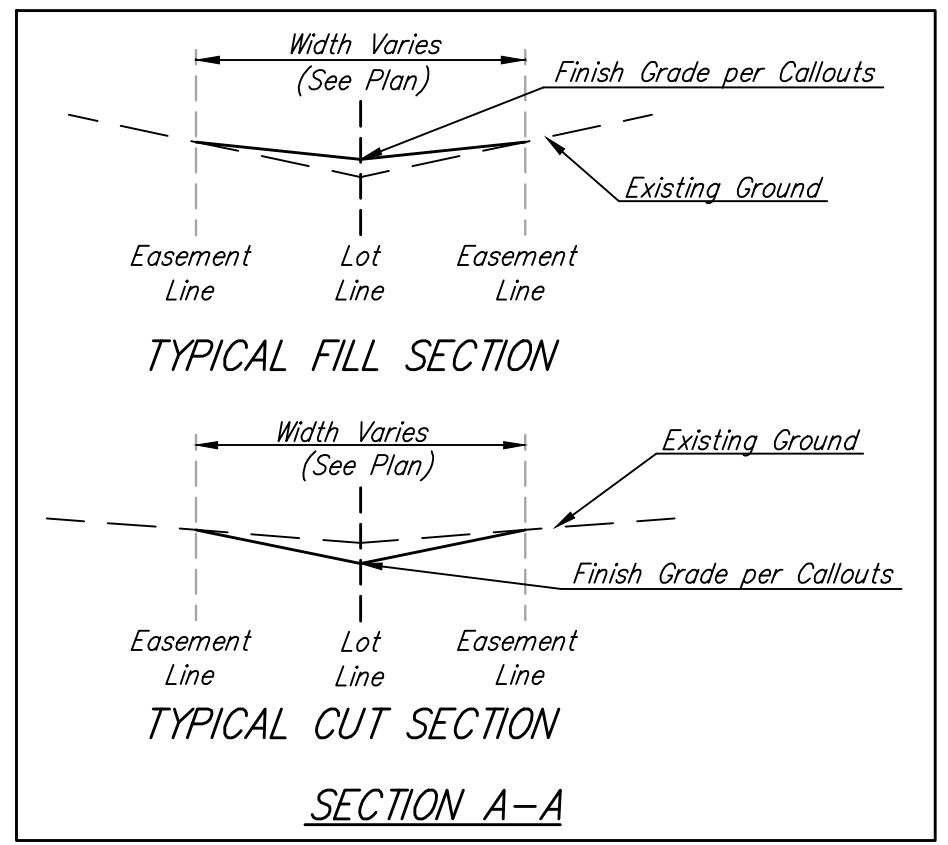 Width Varies
(See Plan)
Finish Grade per Callouts
Existing Ground
Easement Line
Lot Line
Easement Line
TYPICAL FILL SECTION
Width Varies
(See Plan)
Existing Ground
Finish Grade per Callouts
Easement Line
Lot Line
Easement Line
TYPICAL CUT SECTION
SECTION A-A